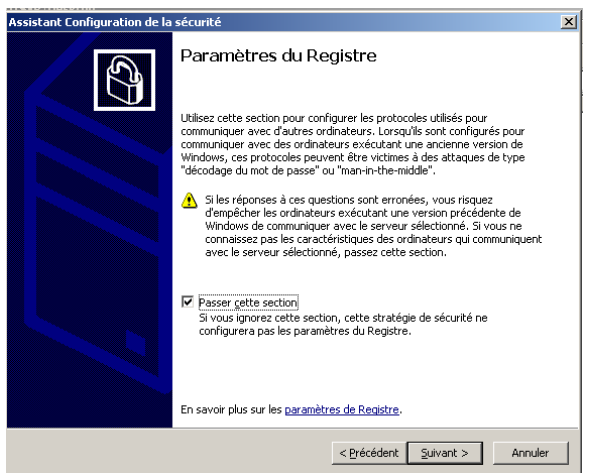 Assistant Configuration de la sécurité
Paramètres du Registre
Utilisez cette section pour configurer les protocoles utilisés pour
communiquer avec d'autres ordinateurs. Lorsqu'ils sont configurés pour
communiquer avec des ordinateurs exécutant une ancienne version de
Windows, ces protocoles peuvent être victimes à des attaques de type
"décodage du mot de passe" ou "man-in-the-middle".
Si les réponses à ces questions sont erronées, vous risquez
d'empêcher les ordinateurs exécutant une version précédente de
Windows de communiquer avec le serveur sélectionné. Si vous ne
connaissez pas les caractéristiques des ordinateurs qui communiquent
avec le serveur sélectionné, passez cette section.
Passer cette section
Si vous ignorez cette section, cette stratégie de sécurité ne
configurera pas les paramètres du Registre.
En savoir plus sur les paramètres de Registre.
< Précédent Suivant > Annuler